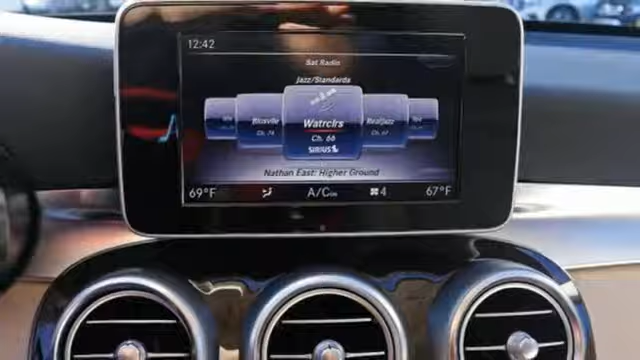 12:42
Sat Radio
Jazz/Standards
Blusvlle Watrclrs RealJazz
Ch. 74 Ch. 66 Ch. 67
SIRIUS
Nathan East: Higher Ground
69°F A/C 4 67°F